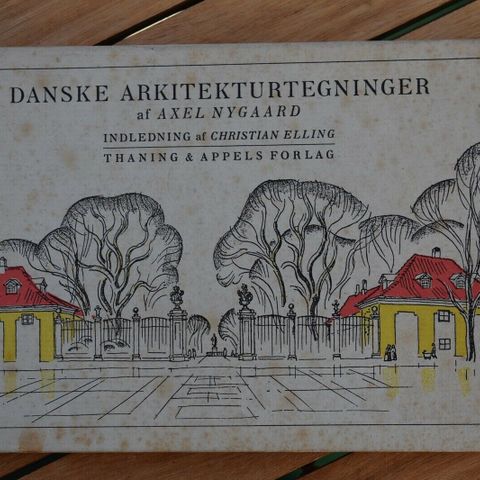 DANSKE ARKITEKTURTEGNINGER
af AXEL NYGAARD
INDLEDNING af CHRISTIAN ELLING
THANING & APPELS FORLAG